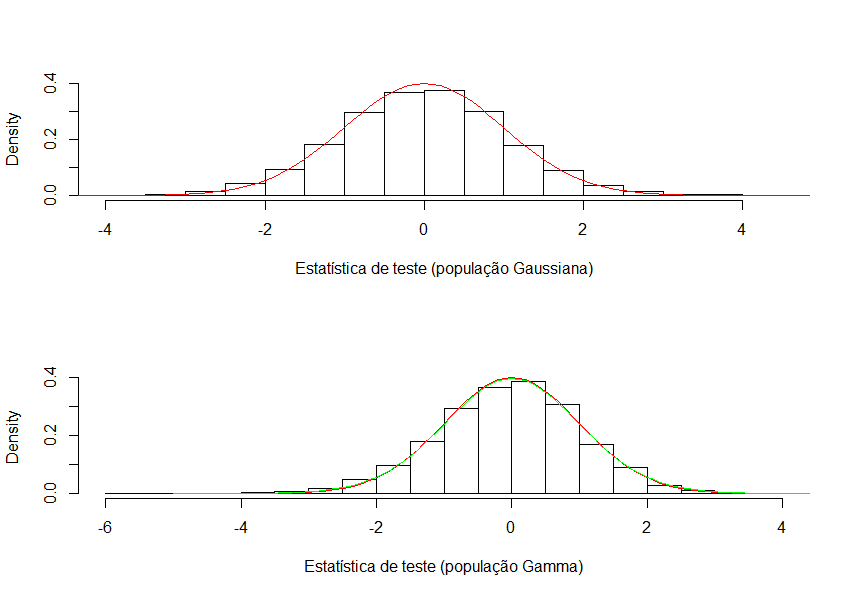 Density
0.0 0.2 0.4
-4 -2 0 2 4
Estatística de teste (população Gaussiana)
Density
0.0 0.2 0.4
-6 -4 -2 0 2 4
Estatística de teste (população Gamma)